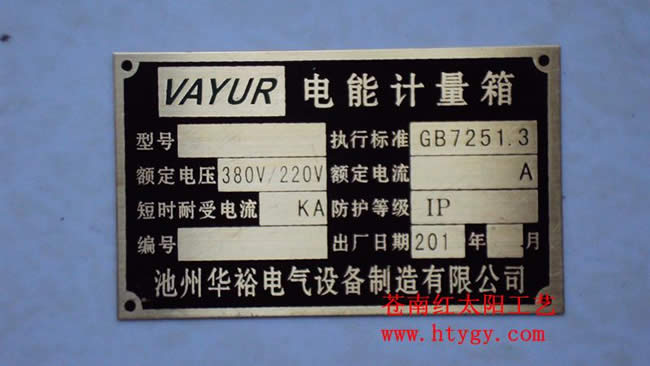 VAYUR 电能计量箱
型号 执行标准 GB7251.3
额定电压 380V/220V 额定电流 A
短时耐受电流 KA 防护等级 IP
编号 出厂日期 201 年 月
池州华裕电气设备制造有限公司
苍南红太阳工艺
www.htygy.com